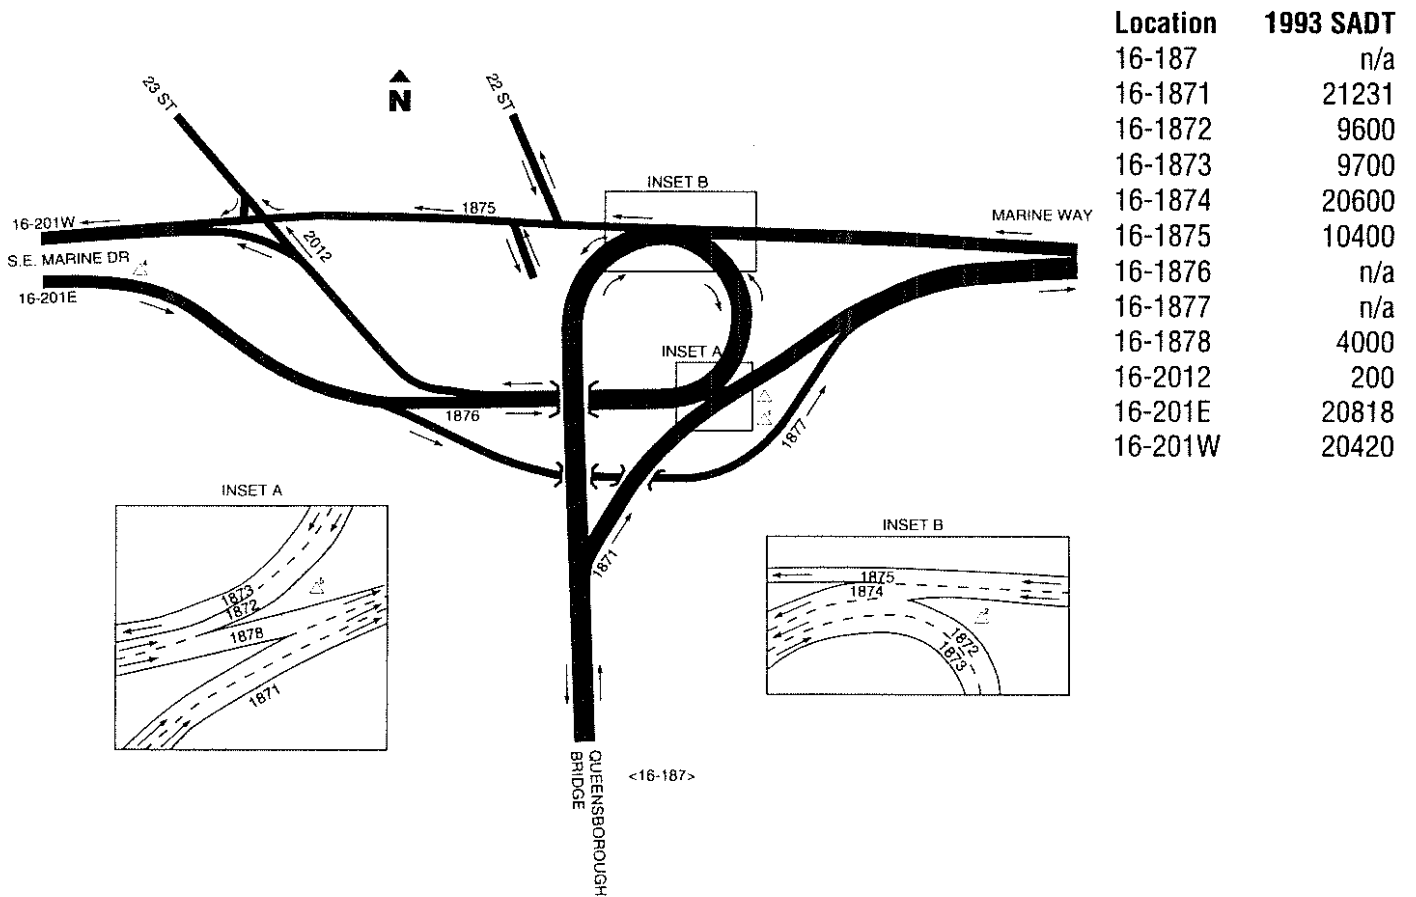 Location 1993 SADT
16-187 n/a
16-1871 21231
16-1872 9600
16-1873 9700
16-1874 20600
16-1875 10400
16-1876 n/a
16-1877 n/a
16-1878 4000
16-2012 200
16-201E 20818
16-201W 20420
23 ST
N
22 ST
INSET B
1875
MARINE WAY
16-201W
2012
S.E. MARINE DR
16-201E
INSET A
1876
1877
1871
INSET A
1873
1872
1878
1871
INSET B
1875
1874
1872
1873
QUEENSBOROUGH
BRIDGE
<16-187>